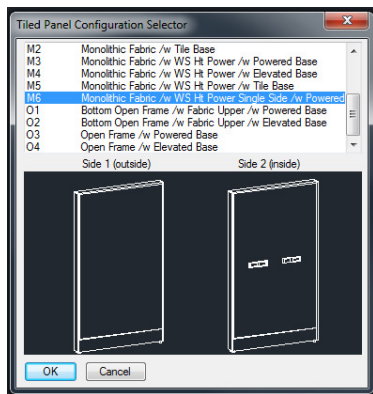 Tiled Panel Configuration Selector
M2 Monolithic Fabric /w Tile Base
M3 Monolithic Fabric /w WS Ht Power /w Powered Base
M4 Monolithic Fabric /w WS Ht Power /w Elevated Base
M5 Monolithic Fabric /w WS Ht Power /w Tile Base
M6 Monolithic Fabric /w WS Ht Power Single Side /w Powered
O1 Bottom Open Frame /w Fabric Upper /w Powered Base
O2 Bottom Open Frame /w Fabric Upper /w Elevated Base
O3 Open Frame /w Powered Base
O4 Open Frame /w Elevated Base
Side 1 (outside) Side 2 (inside)
OK Cancel